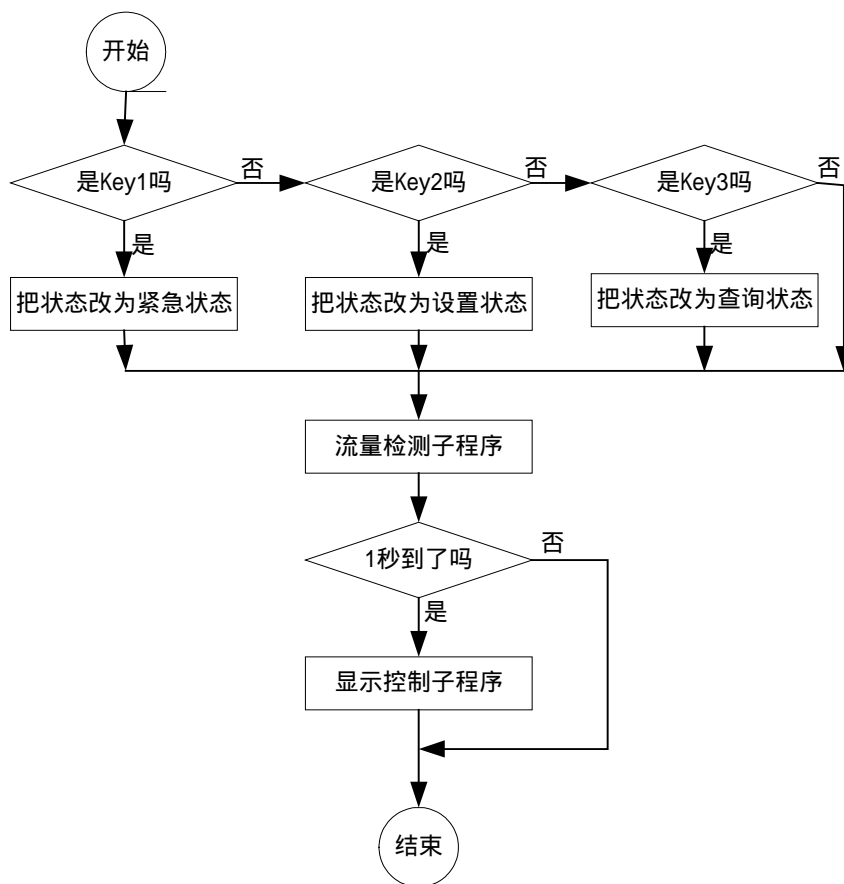 开始
是Key1吗
否
是Key2吗
否
是Key3吗
否
是
是
是
把状态改为紧急状态
把状态改为设置状态
把状态改为查询状态
流量检测子程序
1秒到了吗
否
是
显示控制子程序
结束